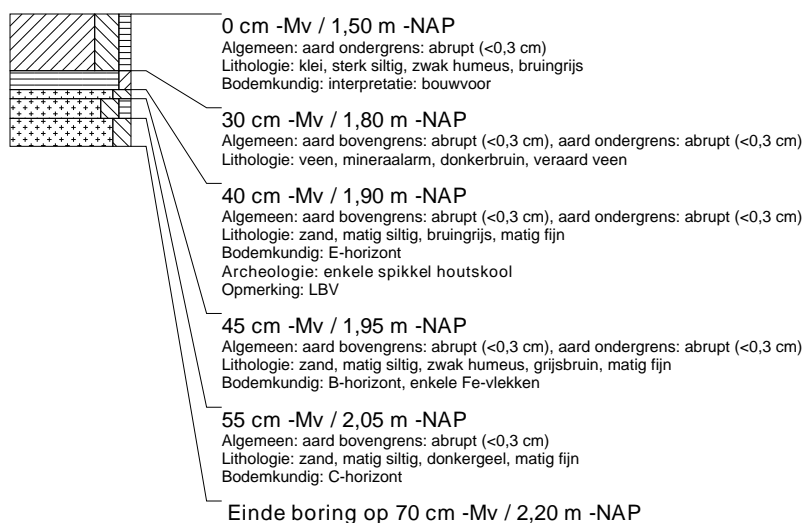 0 cm -Mv / 1,50 m -NAP
Algemeen: aard ondergrens: abrupt (<0,3 cm)
Lithologie: klei, sterk siltig, zwak humeus, bruingrijs
Bodemkundig: interpretatie: bouwvoor
30 cm -Mv / 1,80 m -NAP
Algemeen: aard bovengrens: abrupt (<0,3 cm), aard ondergrens: abrupt (<0,3 cm)
Lithologie: veen, mineraalarm, donkerbruin, veraard veen
40 cm -Mv / 1,90 m -NAP
Algemeen: aard bovengrens: abrupt (<0,3 cm), aard ondergrens: abrupt (<0,3 cm)
Lithologie: zand, matig siltig, bruingrijs, matig fijn
Bodemkundig: E-horizont
Archeologie: enkele spikkel houtskool
Opmerking: LBV
45 cm -Mv / 1,95 m -NAP
Algemeen: aard bovengrens: abrupt (<0,3 cm), aard ondergrens: abrupt (<0,3 cm)
Lithologie: zand, matig siltig, zwak humeus, grijsbruin, matig fijn
Bodemkundig: B-horizont, enkele Fe-vlekken
55 cm -Mv / 2,05 m -NAP
Algemeen: aard bovengrens: abrupt (<0,3 cm)
Lithologie: zand, matig siltig, donkergeel, matig fijn
Bodemkundig: C-horizont
Einde boring op 70 cm -Mv / 2,20 m -NAP